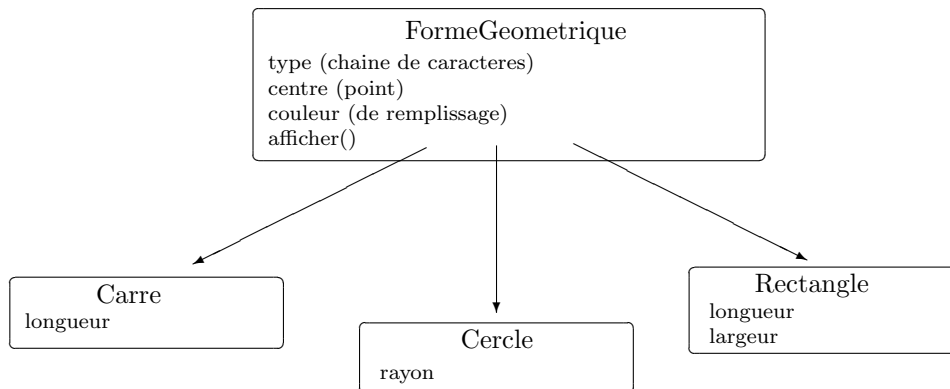 FormeGeometrique
type (chaine de caracteres)
centre (point)
couleur (de remplissage)
afficher()
Carre
longueur
Cercle
rayon
Rectangle
longueur
largeur